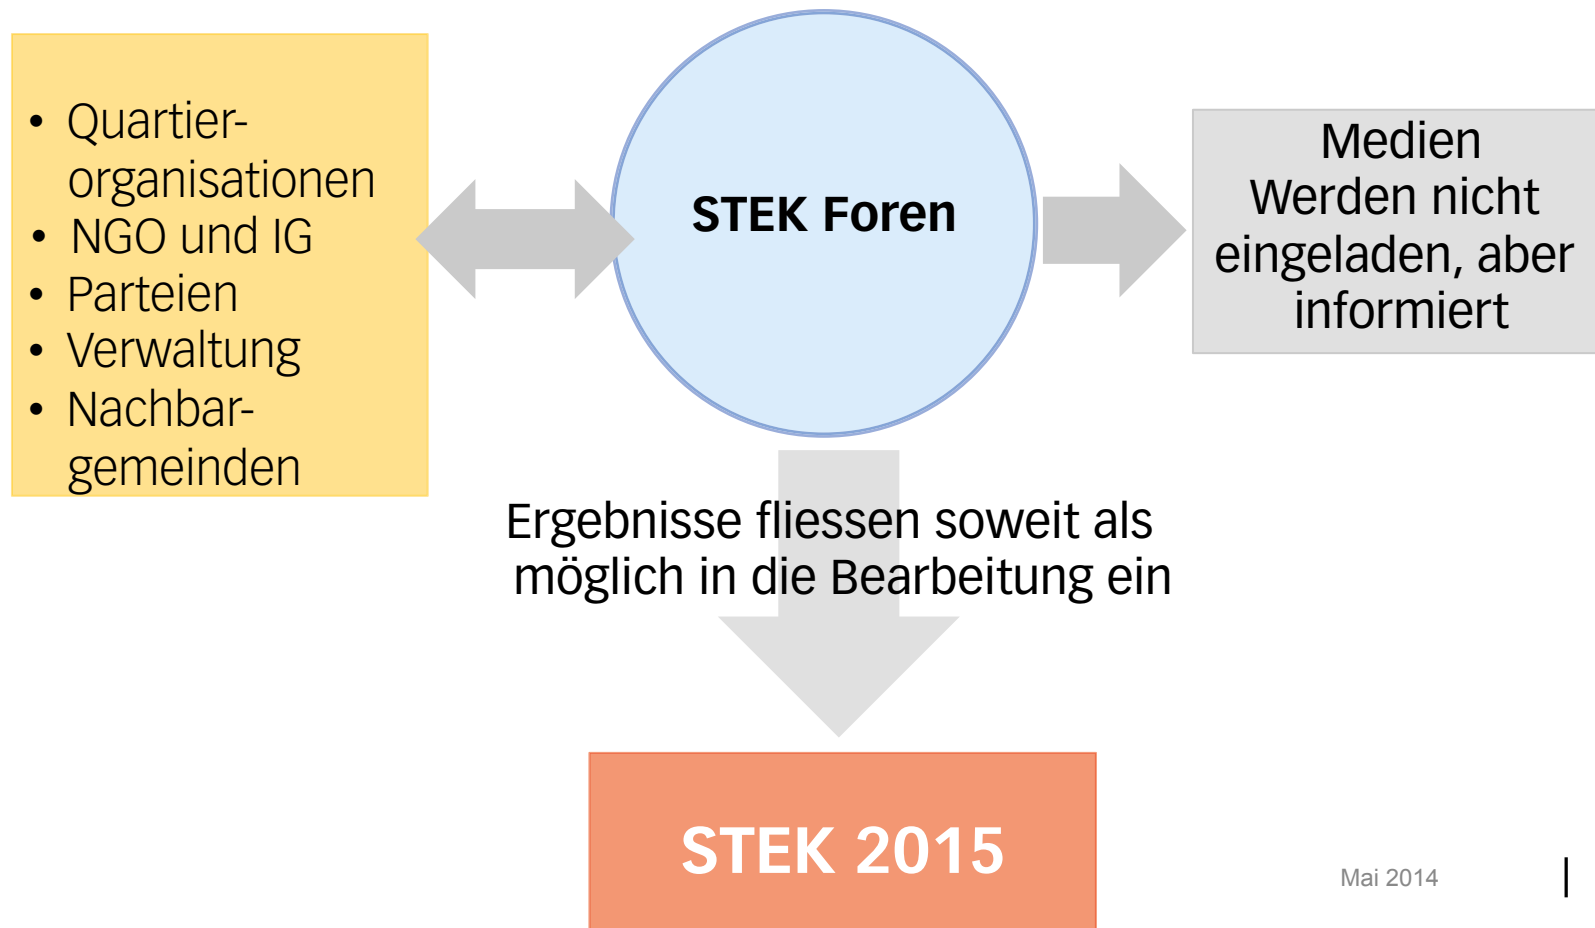 • Quartier-
organisationen
• NGO und IG
• Parteien
• Verwaltung
• Nachbar-
gemeinden
STEK Foren
Medien
Werden nicht
eingeladen, aber
informiert
Ergebnisse fliessen soweit als
möglich in die Bearbeitung ein
STEK 2015
Mai 2014